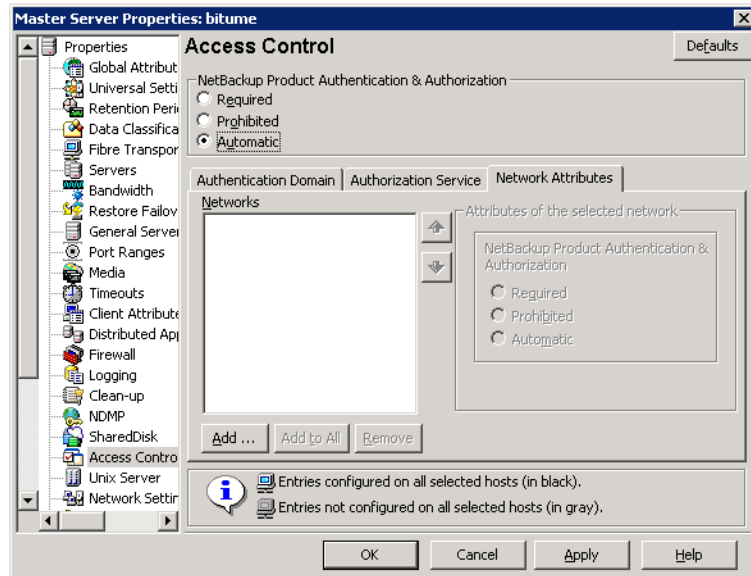 Master Server Properties: bitume
Properties
Global Attribut
Universal Setti
Retention Peri
Data Classifica
Fibre Transpor
Servers
Bandwidth
Restore Failov
General Server
Port Ranges
Media
Timeouts
Client Attribute
Distributed App
Firewall
Logging
Clean-up
NDMP
SharedDisk
Access Contro
Unix Server
Network Settin
Access Control
Defaults
NetBackup Product Authentication & Authorization
Required
Prohibited
Automatic
Authentication Domain
Authorization Service
Network Attributes
Networks
Attributes of the selected network
NetBackup Product Authentication &
Authorization
Required
Prohibited
Automatic
Add ...
Add to All
Remove
Entries configured on all selected hosts (in black).
Entries not configured on all selected hosts (in gray).
OK
Cancel
Apply
Help